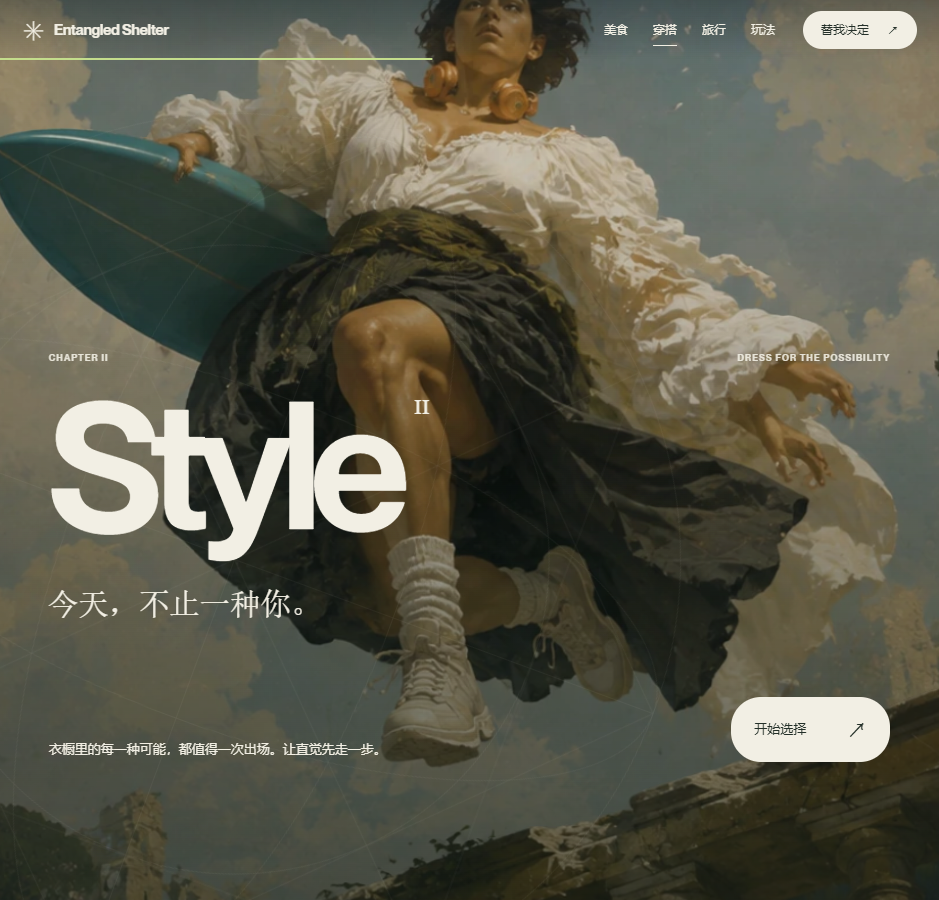 Entangled Shelter
美食 穿搭 旅行 玩法 替我决定
CHAPTER II
DRESS FOR THE POSSIBILITY
Style II
今天，不止一种你。
开始选择
衣橱里的每一种可能，都值得一次出场。让直觉先走一步。